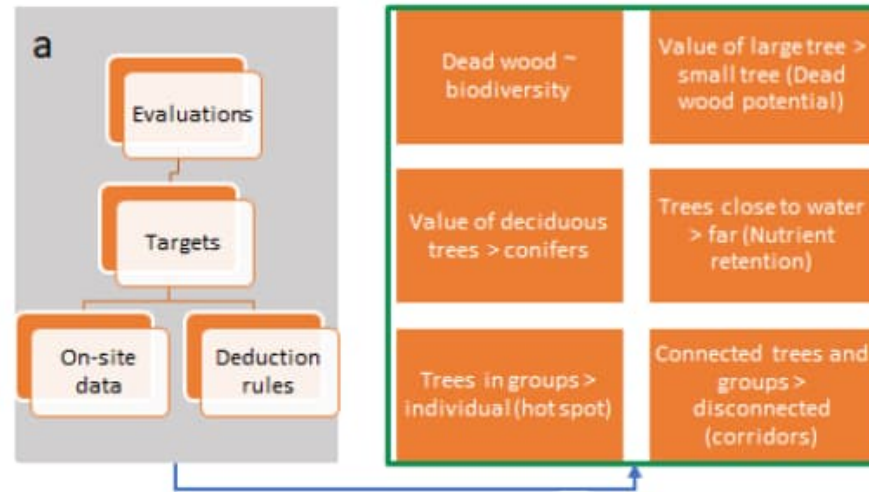 a
Evaluations
Targets
On-site
data
Deduction
rules
Dead wood ~
biodiversity
Value of large tree >
small tree (Dead
wood potential)
Value of deciduous
trees > conifers
Trees close to water
> far (Nutrient
retention)
Trees in groups >
individual (hot spot)
Connected trees and
groups >
disconnected
(corridors)